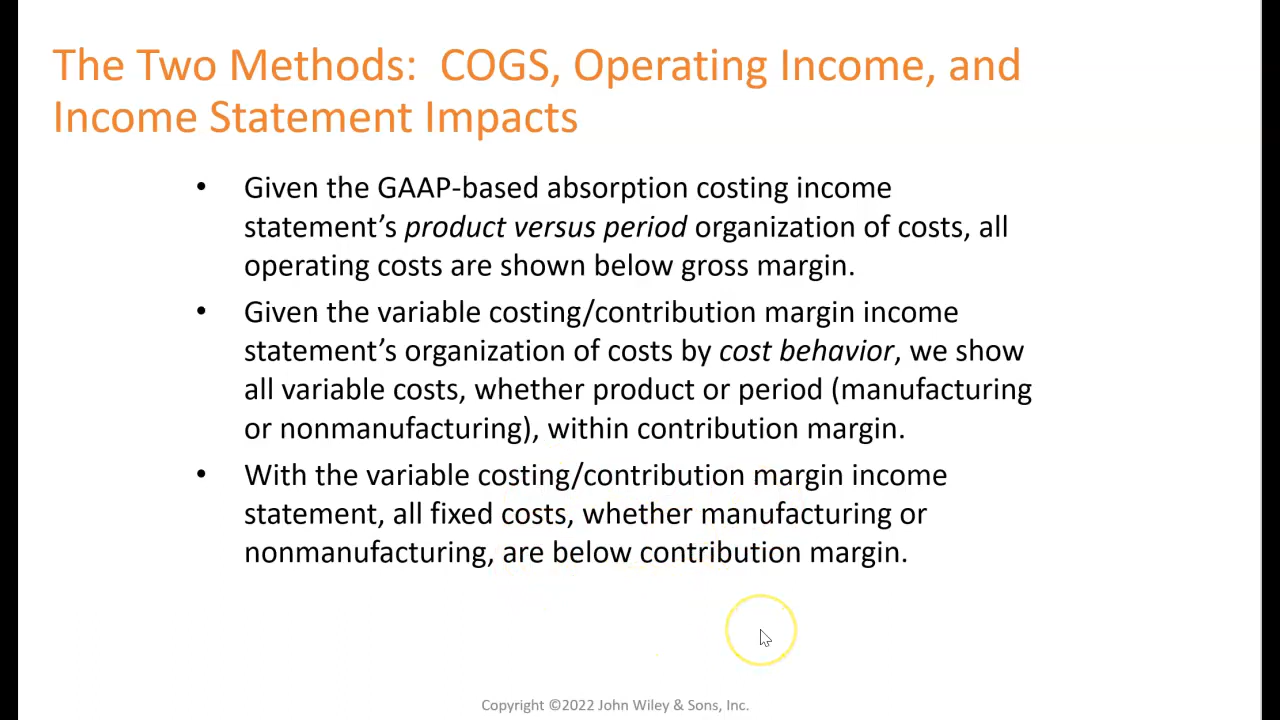 The Two Methods:  COGS, Operating Income, and
Income Statement Impacts
• Given the GAAP-based absorption costing income
statement’s product versus period organization of costs, all
operating costs are shown below gross margin.
• Given the variable costing/contribution margin income
statement’s organization of costs by cost behavior, we show
all variable costs, whether product or period (manufacturing
or nonmanufacturing), within contribution margin.
• With the variable costing/contribution margin income
statement, all fixed costs, whether manufacturing or
nonmanufacturing, are below contribution margin.
Copyright ©2022 John Wiley & Sons, Inc.